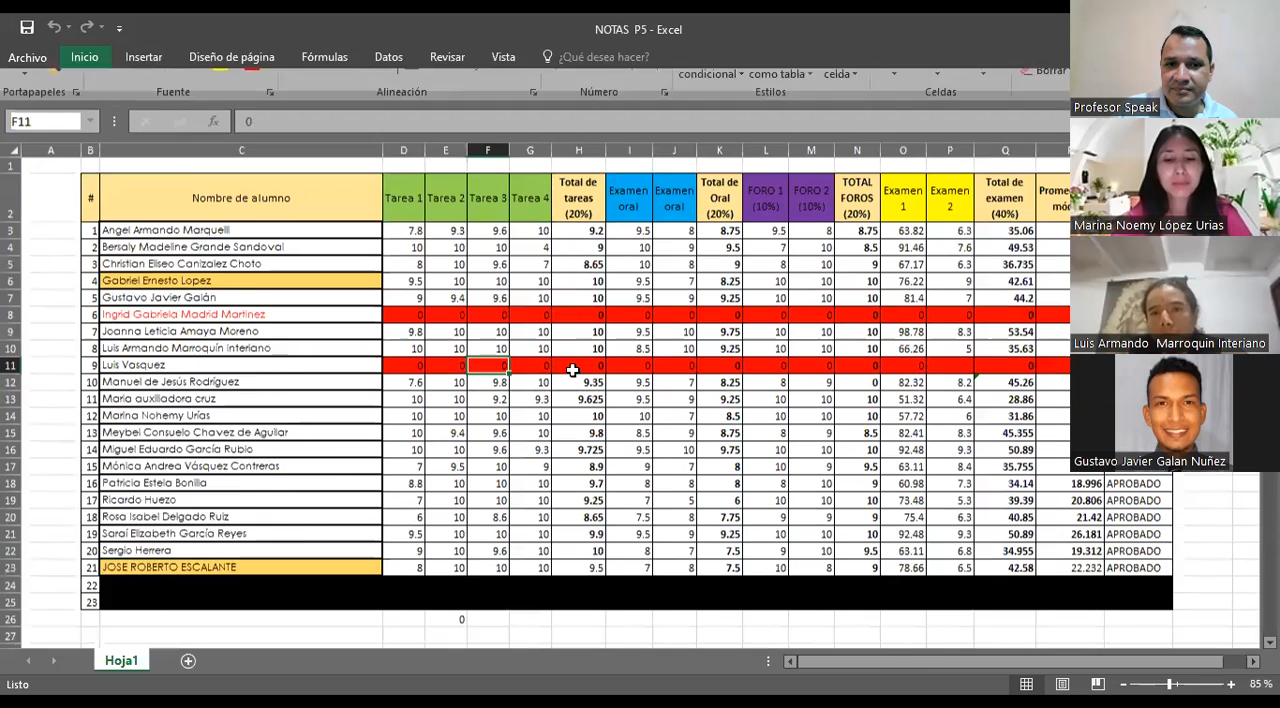 NOTAS P5 - Excel
Archivo Inicio Insertar Diseño de página Fórmulas Datos Revisar Vista ¿Qué desea hacer?
condicional como tabla celda Borrar
Portapapeles Fuente Alineación Número Estilos Celdas
F11 fx 0
A B C D E F G H I J K L M N O P Q
1
2 # Nombre de alumno Tarea 1 Tarea 2 Tarea 3 Tarea 4 Total de tareas (20%) Examen oral Examen oral Total de Oral (20%) FORO 1 (10%) FORO 2 (10%) TOTAL FOROS (20%) Examen 1 Examen 2 Total de examen (40%)
3 1 Angel Armando Marquelli 7.8 9.3 9.6 10 9.2 9.5 8 8.75 9.5 8 8.75 63.82 6.3 35.06
4 2 Bersaly Madeline Grande Sandoval 10 10 10 4 9 10 9 9.5 7 10 8.5 91.46 7.6 49.53
5 3 Christian Eliseo Canizalez Choto 8 10 9.6 7 8.65 10 8 9 8 10 9 67.17 6.3 36.735
6 4 Gabriel Ernesto Lopez 9.5 10 10 10 10 9.5 7 8.25 10 10 10 76.22 9 42.61
7 5 Gustavo Javier Galán 9 9.4 9.6 10 10 9.5 9 9.25 10 10 10 81.4 7 44.2
8 6 Ingrid Gabriela Madrid Martinez 0 0 0 0 0 0 0 0 0 0 0 0 0 0
9 7 Joanna Leticia Amaya Moreno 9.8 10 10 10 10 9.5 10 9.75 10 10 10 98.78 8.3 53.54
10 8 Luis Armando Marroquín interiano 10 10 10 10 10 8.5 10 9.25 10 10 10 66.26 5 35.63
11 9 Luis Vasquez 0 0 0 0 0 0 0 0 0 0 0 0 0 0
12 10 Manuel de Jesús Rodríguez 7.6 10 9.8 10 9.35 9.5 7 8.25 8 9 0 82.32 8.2 45.26
13 11 Maria auxiliadora cruz 10 10 9.2 9.3 9.625 9.5 9 9.25 10 10 10 51.32 6.4 28.86
14 12 Marina Nohemy Urías 10 10 10 10 10 10 7 8.5 10 10 10 57.72 6 31.86
15 13 Meybel Consuelo Chavez de Aguilar 10 9.4 9.6 10 9.8 8.5 9 8.75 8 9 8.5 82.41 8.3 45.355
16 14 Miguel Eduardo García Rubio 10 10 9.6 9.3 9.725 9.5 10 9.75 10 10 10 92.48 9.3 50.89
17 15 Mónica Andrea Vásquez Contreras 7 9.5 10 10 8.9 9 7 8 9 10 9.5 63.11 8.4 35.755
18 16 Patricia Estela Bonilla 8.8 10 10 10 9.7 8 8 8 8 10 9 60.98 7.3 34.14 18.996 APROBADO
19 17 Ricardo Huezo 7 10 10 10 9.25 7 5 6 10 10 10 73.48 5.3 39.39 20.806 APROBADO
20 18 Rosa Isabel Delgado Ruiz 6 10 8.6 10 8.65 7.5 8 7.75 9 9 9 75.4 6.3 40.85 21.42 APROBADO
21 19 Saraí Elizabeth García Reyes 9.5 10 10 10 9.9 9.5 9 9.25 10 10 10 92.48 6.3 50.89 26.181 APROBADO
22 20 Sergio Herrera 9 10 9.6 10 10 8 7 7.5 10 9 9.5 63.11 6.8 34.955 19.312 APROBADO
23 21 JOSE ROBERTO ESCALANTE 8 10 10 10 9.5 7 8 7.5 10 8 9 78.66 6.5 42.58 22.232 APROBADO
24 22
25 23
26 0
27
Hoja1
Listo 85 %
Profesor Speak
Marina Noemy López Urias
Luis Armando Marroquin Interiano
Gustavo Javier Galan Nuñez